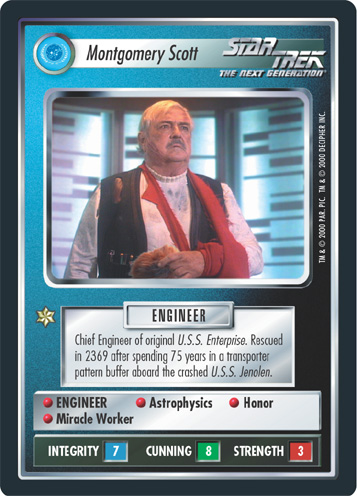 Montgomery Scott
STAR TREK
THE NEXT GENERATION®
TM & © 2000 PAR. PIC. TM & © 2000 DECIPHER INC.
ENGINEER
Chief Engineer of original U.S.S. Enterprise. Rescued
in 2369 after spending 75 years in a transporter
pattern buffer aboard the crashed U.S.S. Jenolen.
ENGINEER Astrophysics Honor
Miracle Worker
INTEGRITY 7 CUNNING 8 STRENGTH 3